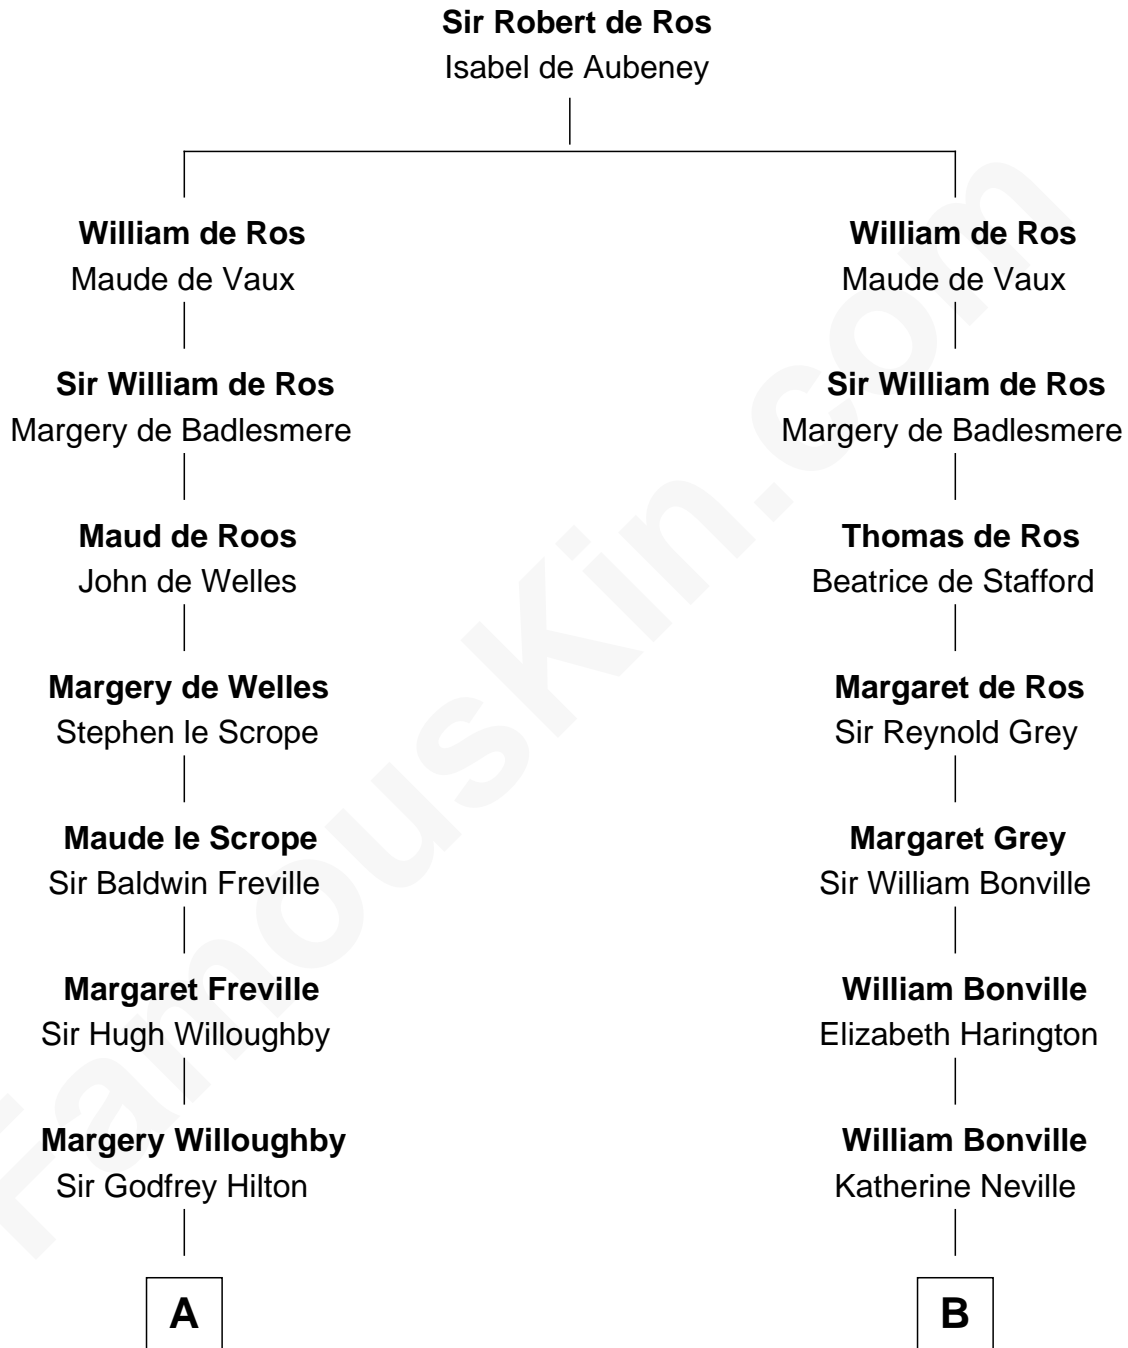 Sir Robert de Ros
Isabel de Aubeney
William de Ros
Maude de Vaux
Sir William de Ros
Margery de Badlesmere
Maud de Roos
John de Welles
Margery de Welles
Stephen le Scrope
Maude le Scrope
Sir Baldwin Freville
Margaret Freville
Sir Hugh Willoughby
Margery Willoughby
Sir Godfrey Hilton
A
William de Ros
Maude de Vaux
Sir William de Ros
Margery de Badlesmere
Thomas de Ros
Beatrice de Stafford
Margaret de Ros
Sir Reynold Grey
Margaret Grey
Sir William Bonville
William Bonville
Elizabeth Harington
William Bonville
Katherine Neville
B
FamousKin.com